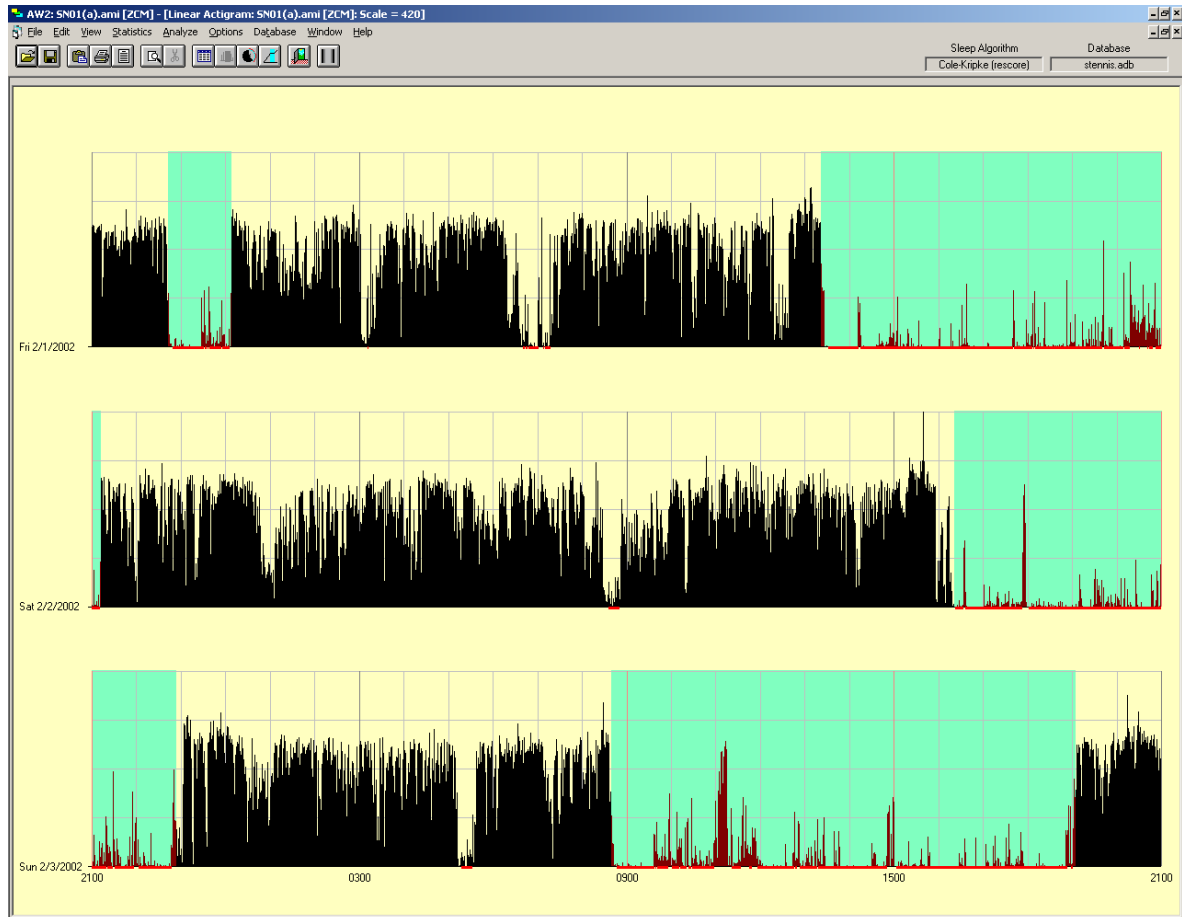 AW2: SN01(a).ami [ZCM] - [Linear Actigram: SN01(a).ami [ZCM]: Scale = 420]
File Edit View Statistics Analyze Options Database Window Help
Sleep Algorithm Database
Cole-Kripke (rescore) stennis.adb
Fri 2/1/2002
Sat 2/2/2002
Sun 2/3/2002
2100 0300 0900 1500 2100